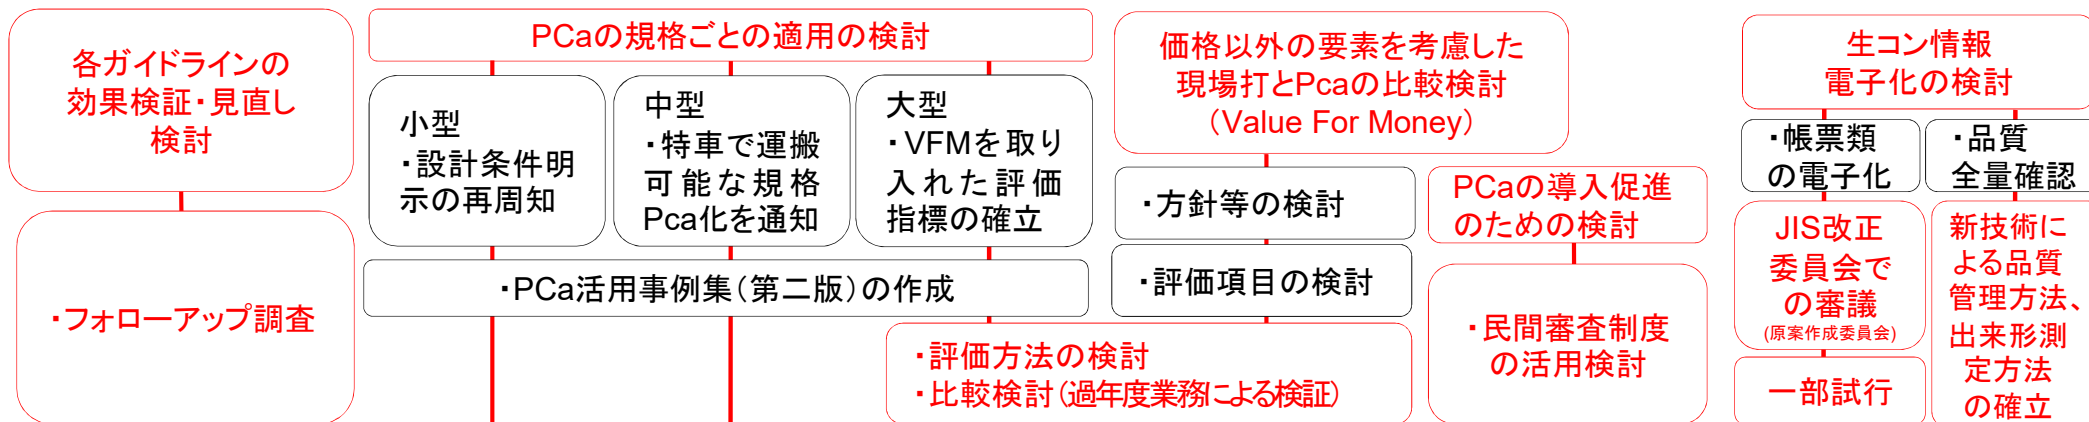 各ガイドラインの
効果検証・見直し
検討
・フォローアップ調査
PCaの規格ごとの適用の検討
小型
・設計条件明
示の再周知
中型
・特車で運搬
可能な規格
Pca化を通知
大型
・VFMを取り
入れた評価
指標の確立
・PCa活用事例集(第二版)の作成
価格以外の要素を考慮した
現場打とPcaの比較検討
(Value For Money)
・方針等の検討
・評価項目の検討
・評価方法の検討
・比較検討(過年度業務による検証)
PCaの導入促進
のための検討
・民間審査制度
の活用検討
生コン情報
電子化の検討
・帳票類
の電子化
JIS改正
委員会で
の審議
(原案作成委員会)
一部試行
・品質
全量確認
新技術に
よる品質
管理方法、
出来形測
定方法
の確立